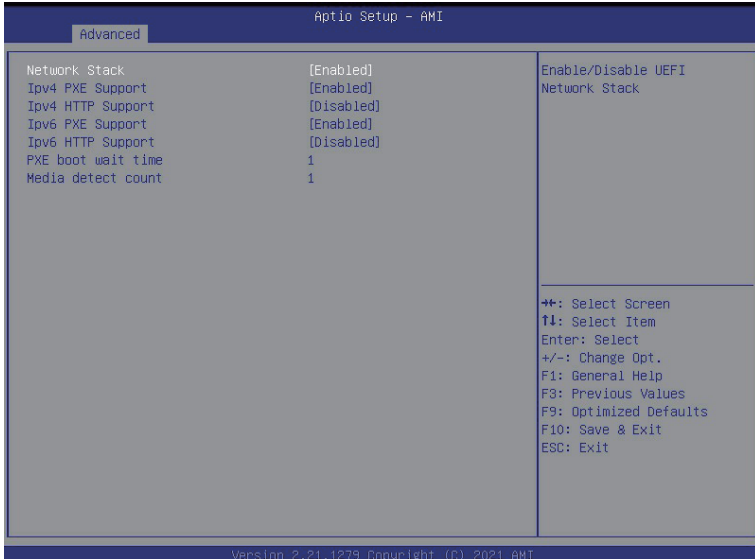 Aptio Setup – AMI
Advanced
Network Stack [Enabled]
Ipv4 PXE Support [Enabled]
Ipv4 HTTP Support [Disabled]
Ipv6 PXE Support [Enabled]
Ipv6 HTTP Support [Disabled]
PXE boot wait time 1
Media detect count 1
Enable/Disable UEFI
Network Stack
→←: Select Screen
↑↓: Select Item
Enter: Select
+/-: Change Opt.
F1: General Help
F3: Previous Values
F9: Optimized Defaults
F10: Save & Exit
ESC: Exit
Version 2.21.1279 Copyright (C) 2021 AMI